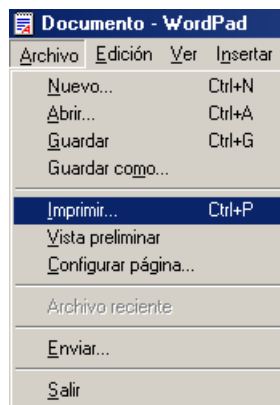 Documento - WordPad
Archivo Edición Ver Insertar
Nuevo... Ctrl+N
Abrir... Ctrl+A
Guardar Ctrl+G
Guardar como...
Imprimir... Ctrl+P
Vista preliminar
Configurar página...
Archivo reciente
Enviar...
Salir